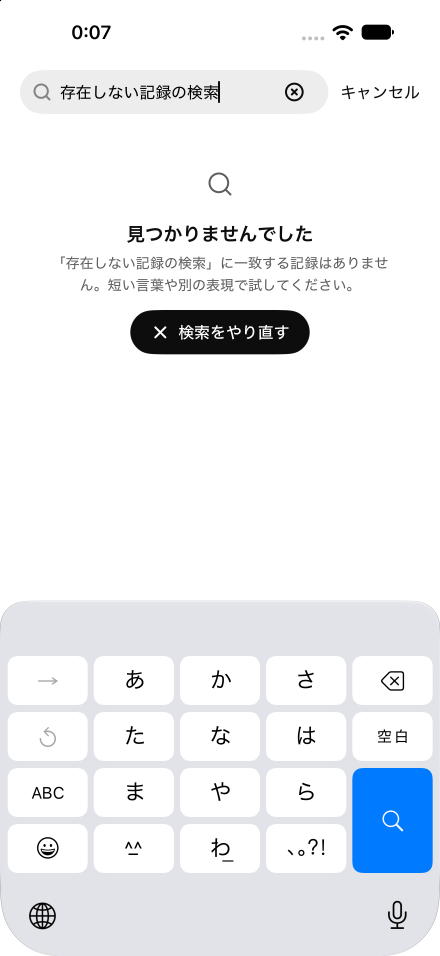 0:07
存在しない記録の検索
キャンセル
見つかりませんでした
「存在しない記録の検索」に一致する記録はありませ
ん。短い言葉や別の表現で試してください。
検索をやり直す
→ あ か さ
た な は 空白
ABC ま や ら
^^ わ_ 、。?!